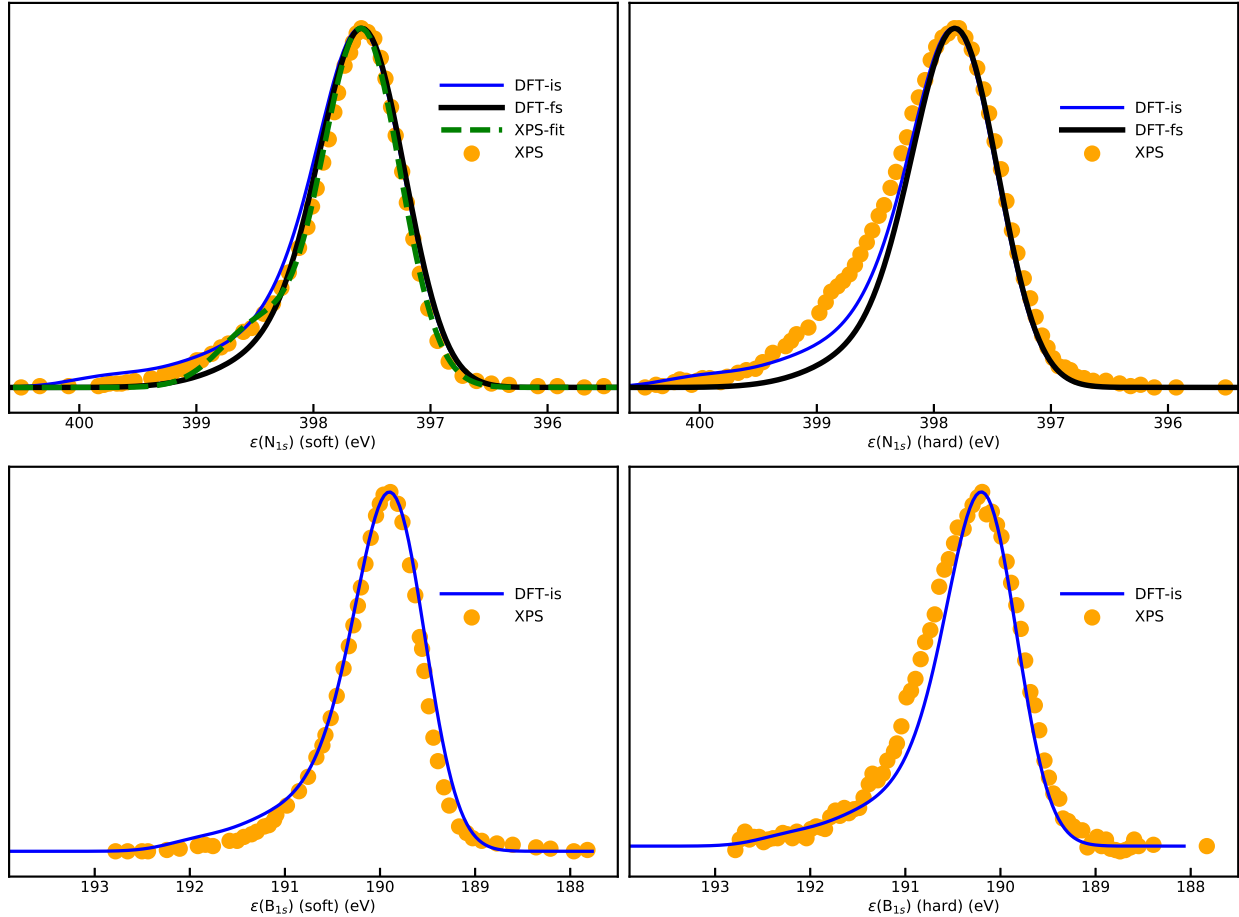 DFT-is
DFT-fs
XPS-fit
XPS
400 399 398 397 396
ε(N1s) (soft) (eV)
DFT-is
DFT-fs
XPS
400 399 398 397 396
ε(N1s) (hard) (eV)
DFT-is
XPS
193 192 191 190 189 188
ε(B1s) (soft) (eV)
DFT-is
XPS
193 192 191 190 189 188
ε(B1s) (hard) (eV)